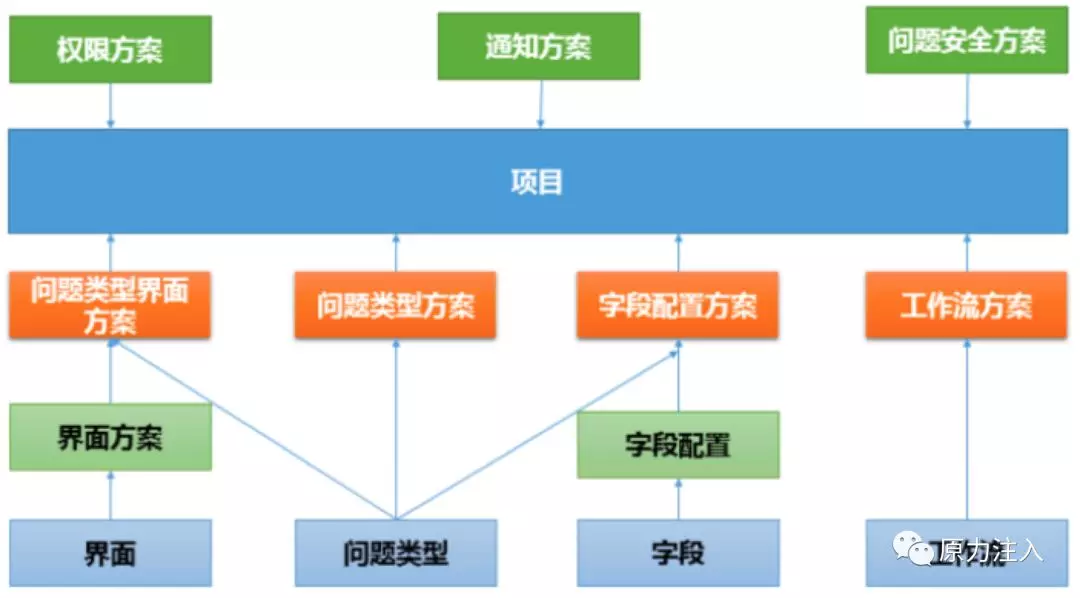 权限方案
通知方案
问题安全方案
项目
问题类型界面
方案
问题类型方案
字段配置方案
工作流方案
界面方案
字段配置
界面
问题类型
字段
工作流
原力注入